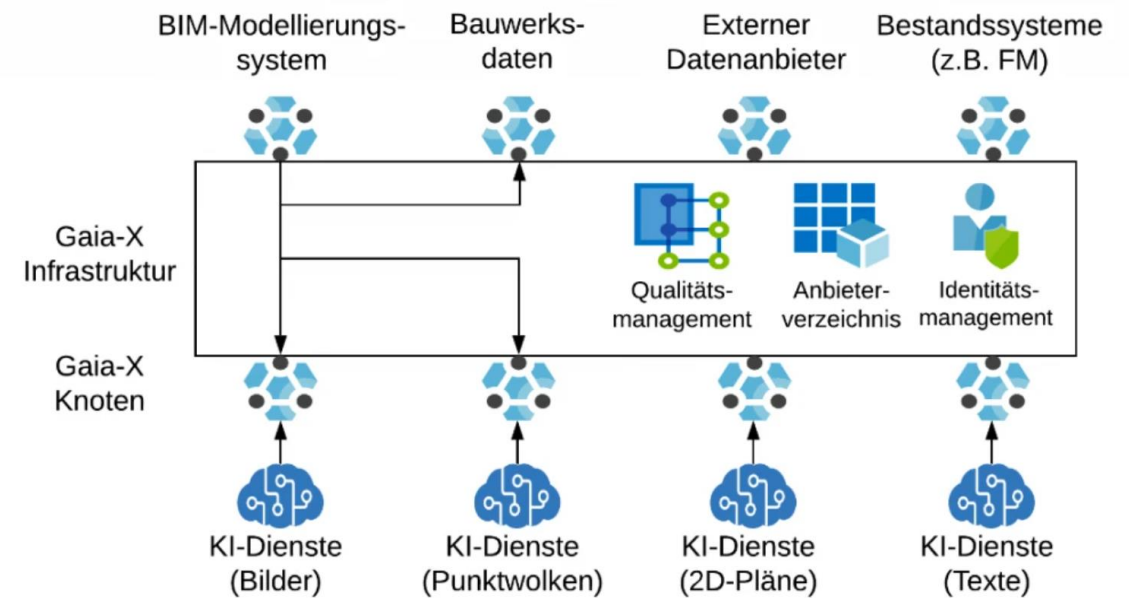 BIM-Modellierungs-
system
Bauwerks-
daten
Externer
Datenanbieter
Bestandssysteme
(z.B. FM)
Gaia-X
Infrastruktur
Qualitäts-
management
Anbieter-
verzeichnis
Identitäts-
management
Gaia-X
Knoten
KI-Dienste
(Bilder)
KI-Dienste
(Punktwolken)
KI-Dienste
(2D-Pläne)
KI-Dienste
(Texte)